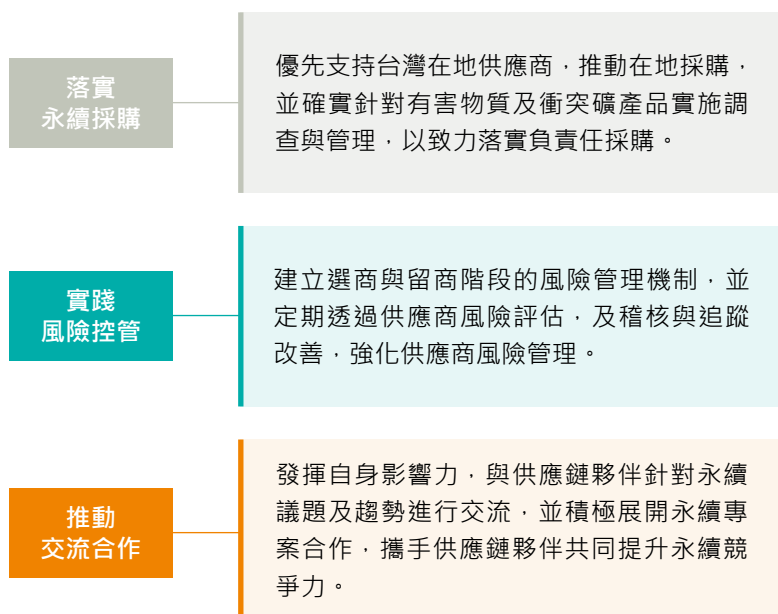 落實
永續採購
優先支持台灣在地供應商，推動在地採購，
並確實針對有害物質及衝突礦產品實施調
查與管理，以致力落實負責任採購。
實踐
風險控管
建立選商與留商階段的風險管理機制，並
定期透過供應商風險評估，及稽核與追蹤
改善，強化供應商風險管理。
推動
交流合作
發揮自身影響力，與供應鏈夥伴針對永續
議題及趨勢進行交流，並積極展開永續專
案合作，攜手供應鏈夥伴共同提升永續競
爭力。